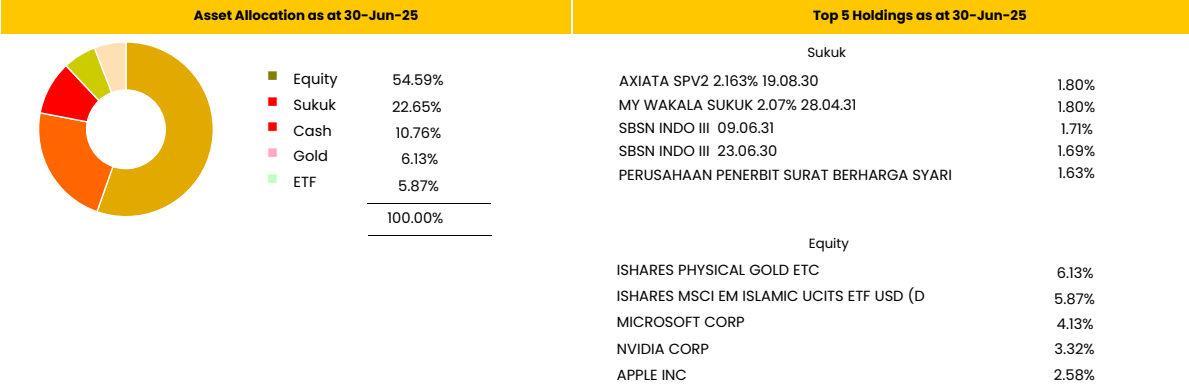 Asset Allocation as at 30-Jun-25
Equity 54.59%
Sukuk 22.65%
Cash 10.76%
Gold 6.13%
ETF 5.87%
100.00%
Top 5 Holdings as at 30-Jun-25
Sukuk
AXIATA SPV2 2.163% 19.08.30 1.80%
MY WAKALA SUKUK 2.07% 28.04.31 1.80%
SBSN INDO III 09.06.31 1.71%
SBSN INDO III 23.06.30 1.69%
PERUSAHAAN PENERBIT SURAT BERHARGA SYARI 1.63%
Equity
ISHARES PHYSICAL GOLD ETC 6.13%
ISHARES MSCI EM ISLAMIC UCITS ETF USD (D 5.87%
MICROSOFT CORP 4.13%
NVIDIA CORP 3.32%
APPLE INC 2.58%